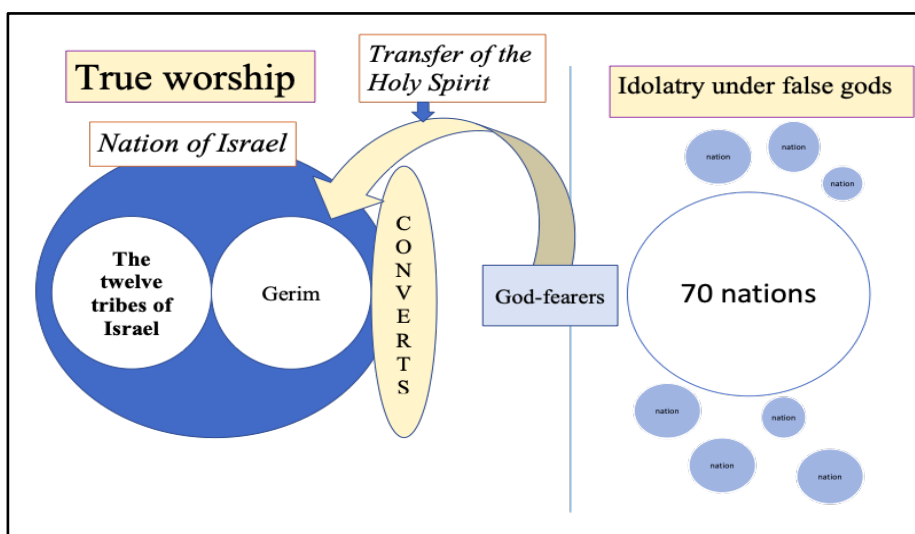 True worship
Transfer of the
Holy Spirit
Idolatry under false gods
Nation of Israel
The
twelve
tribes of
Israel
Gerim
C
O
N
V
E
R
T
S
God-fearers
nation
nation
nation
70 nations
nation
nation
nation
nation